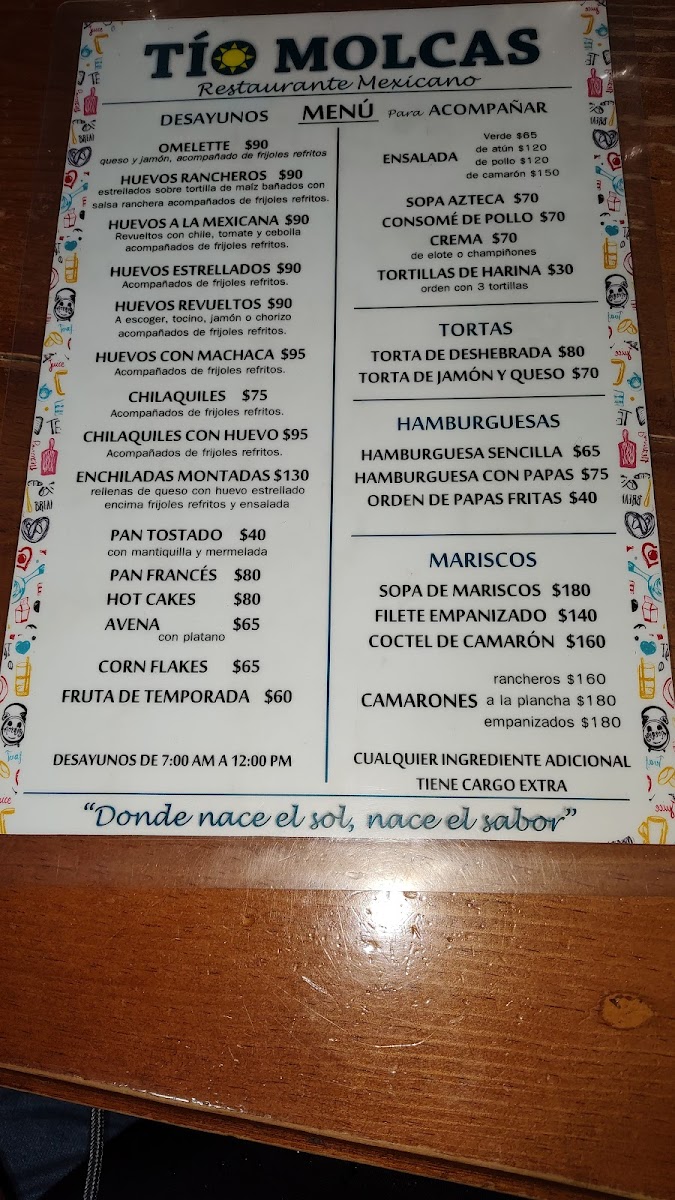 TÍO MOLCAS
Restaurante Mexicano
DESAYUNOS
MENÚ Para ACOMPAÑAR
OMELETTE $90
queso y jamón, acompañado de frijoles refritos
HUEVOS RANCHEROS $90
estrellados sobre tortilla de maíz bañados con
salsa ranchera acompañados de frijoles refritos.
HUEVOS A LA MEXICANA $90
Revueltos con chile, tomate y cebolla
acompañados de frijoles refritos.
HUEVOS ESTRELLADOS $90
Acompañados de frijoles refritos.
HUEVOS REVUELTOS $90
A escoger, tocino, jamón o chorizo
acompañados de frijoles refritos.
HUEVOS CON MACHACA $95
Acompañados de frijoles refritos.
CHILAQUILES $75
Acompañados de frijoles refritos.
CHILAQUILES CON HUEVO $95
Acompañados de frijoles refritos.
ENCHILADAS MONTADAS $130
rellenas de queso con huevo estrellado
encima frijoles refritos y ensalada
PAN TOSTADO $40
con mantiquilla y mermelada
PAN FRANCÉS $80
HOT CAKES $80
AVENA $65
con platano
CORN FLAKES $65
FRUTA DE TEMPORADA $60
DESAYUNOS DE 7:00 AM A 12:00 PM
Verde $65
de atún $120
ENSALADA
de pollo $120
de camarón $150
SOPA AZTECA $70
CONSOMÉ DE POLLO $70
CREMA $70
de elote o champiñones
TORTILLAS DE HARINA $30
orden con 3 tortillas
TORTAS
TORTA DE DESHEBRADA $80
TORTA DE JAMÓN Y QUESO $70
HAMBURGUESAS
HAMBURGUESA SENCILLA $65
HAMBURGUESA CON PAPAS $75
ORDEN DE PAPAS FRITAS $40
MARISCOS
SOPA DE MARISCOS $180
FILETE EMPANIZADO $140
COCTEL DE CAMARÓN $160
rancheros $160
CAMARONES a la plancha $180
empanizados $180
CUALQUIER INGREDIENTE ADICIONAL
TIENE CARGO EXTRA
"Donde nace el sol, nace el sabor"